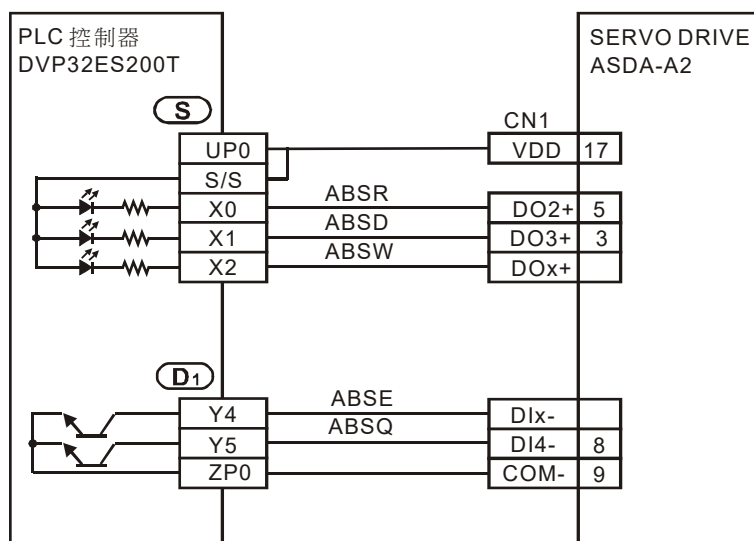 PLC 控制器
DVP32ES200T
SERVO DRIVE
ASDA-A2
S
CN1
UP0
VDD 17
S/S
X0 ABSR DO2+ 5
X1 ABSD DO3+ 3
X2 ABSW DOx+
D1
Y4 ABSE DIx-
Y5 ABSQ DI4- 8
ZP0 COM- 9